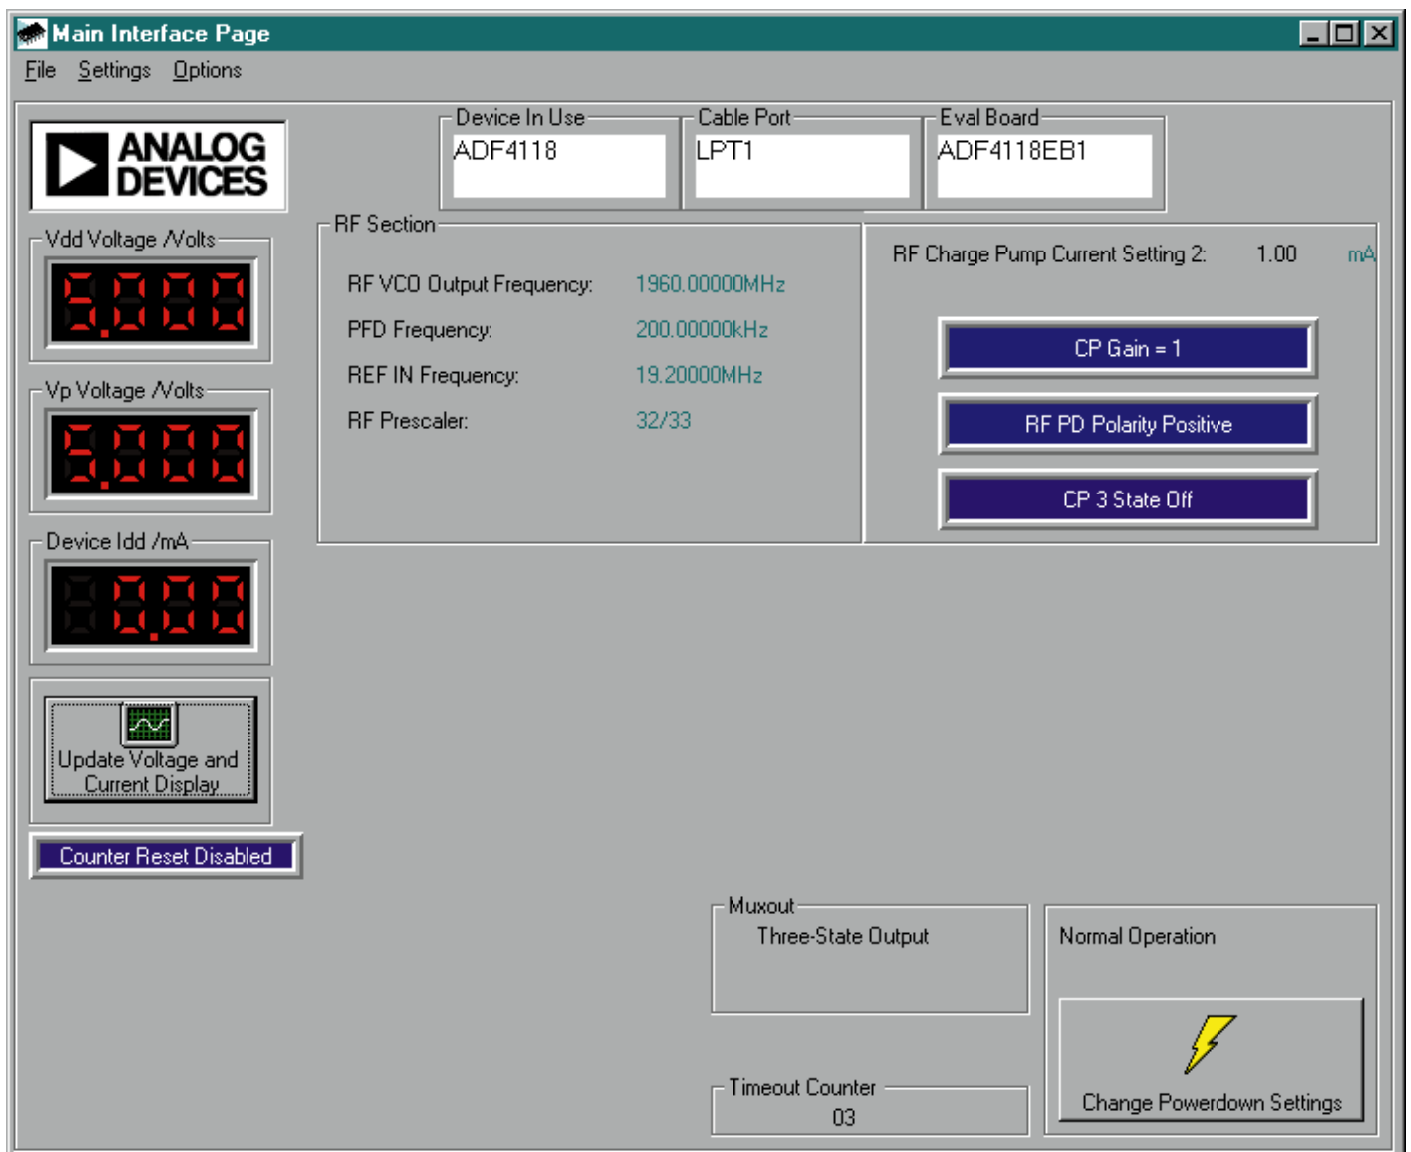 Main Interface Page
File Settings Options
ANALOG
DEVICES
Device In Use
ADF4118
Cable Port
LPT1
Eval Board
ADF4118EB1
Vdd Voltage /Volts
5.000
Vp Voltage /Volts
5.000
Device Idd /mA
0.00
Update Voltage and
Current Display
Counter Reset Disabled
RF Section
RF VCO Output Frequency: 1960.00000MHz
PFD Frequency: 200.00000kHz
REF IN Frequency: 19.20000MHz
RF Prescaler: 32/33
RF Charge Pump Current Setting 2: 1.00 mA
CP Gain = 1
RF PD Polarity Positive
CP 3 State Off
Muxout
Three-State Output
Timeout Counter
03
Normal Operation
Change Powerdown Settings